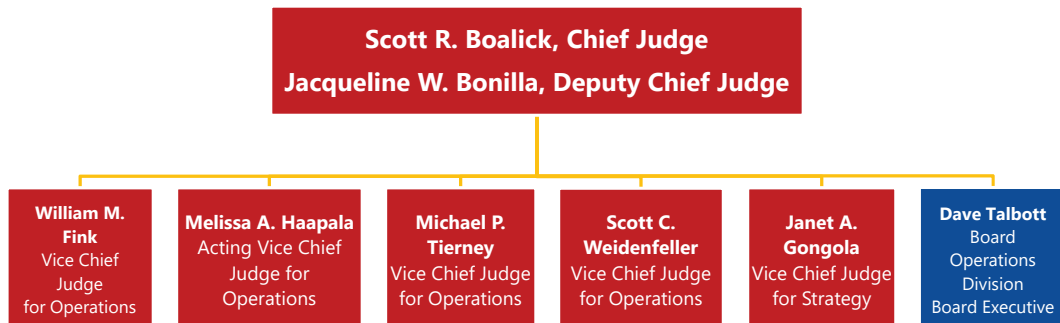 Scott R. Boalick, Chief Judge
Jacqueline W. Bonilla, Deputy Chief Judge
William M.
Fink
Vice Chief
Judge
for Operations
Melissa A. Haapala
Acting Vice Chief
Judge for
Operations
Michael P.
Tierney
Vice Chief Judge
for Operations
Scott C.
Weidenfeller
Vice Chief Judge
for Operations
Janet A.
Gongola
Vice Chief Judge
for Strategy
Dave Talbott
Board
Operations
Division
Board Executive